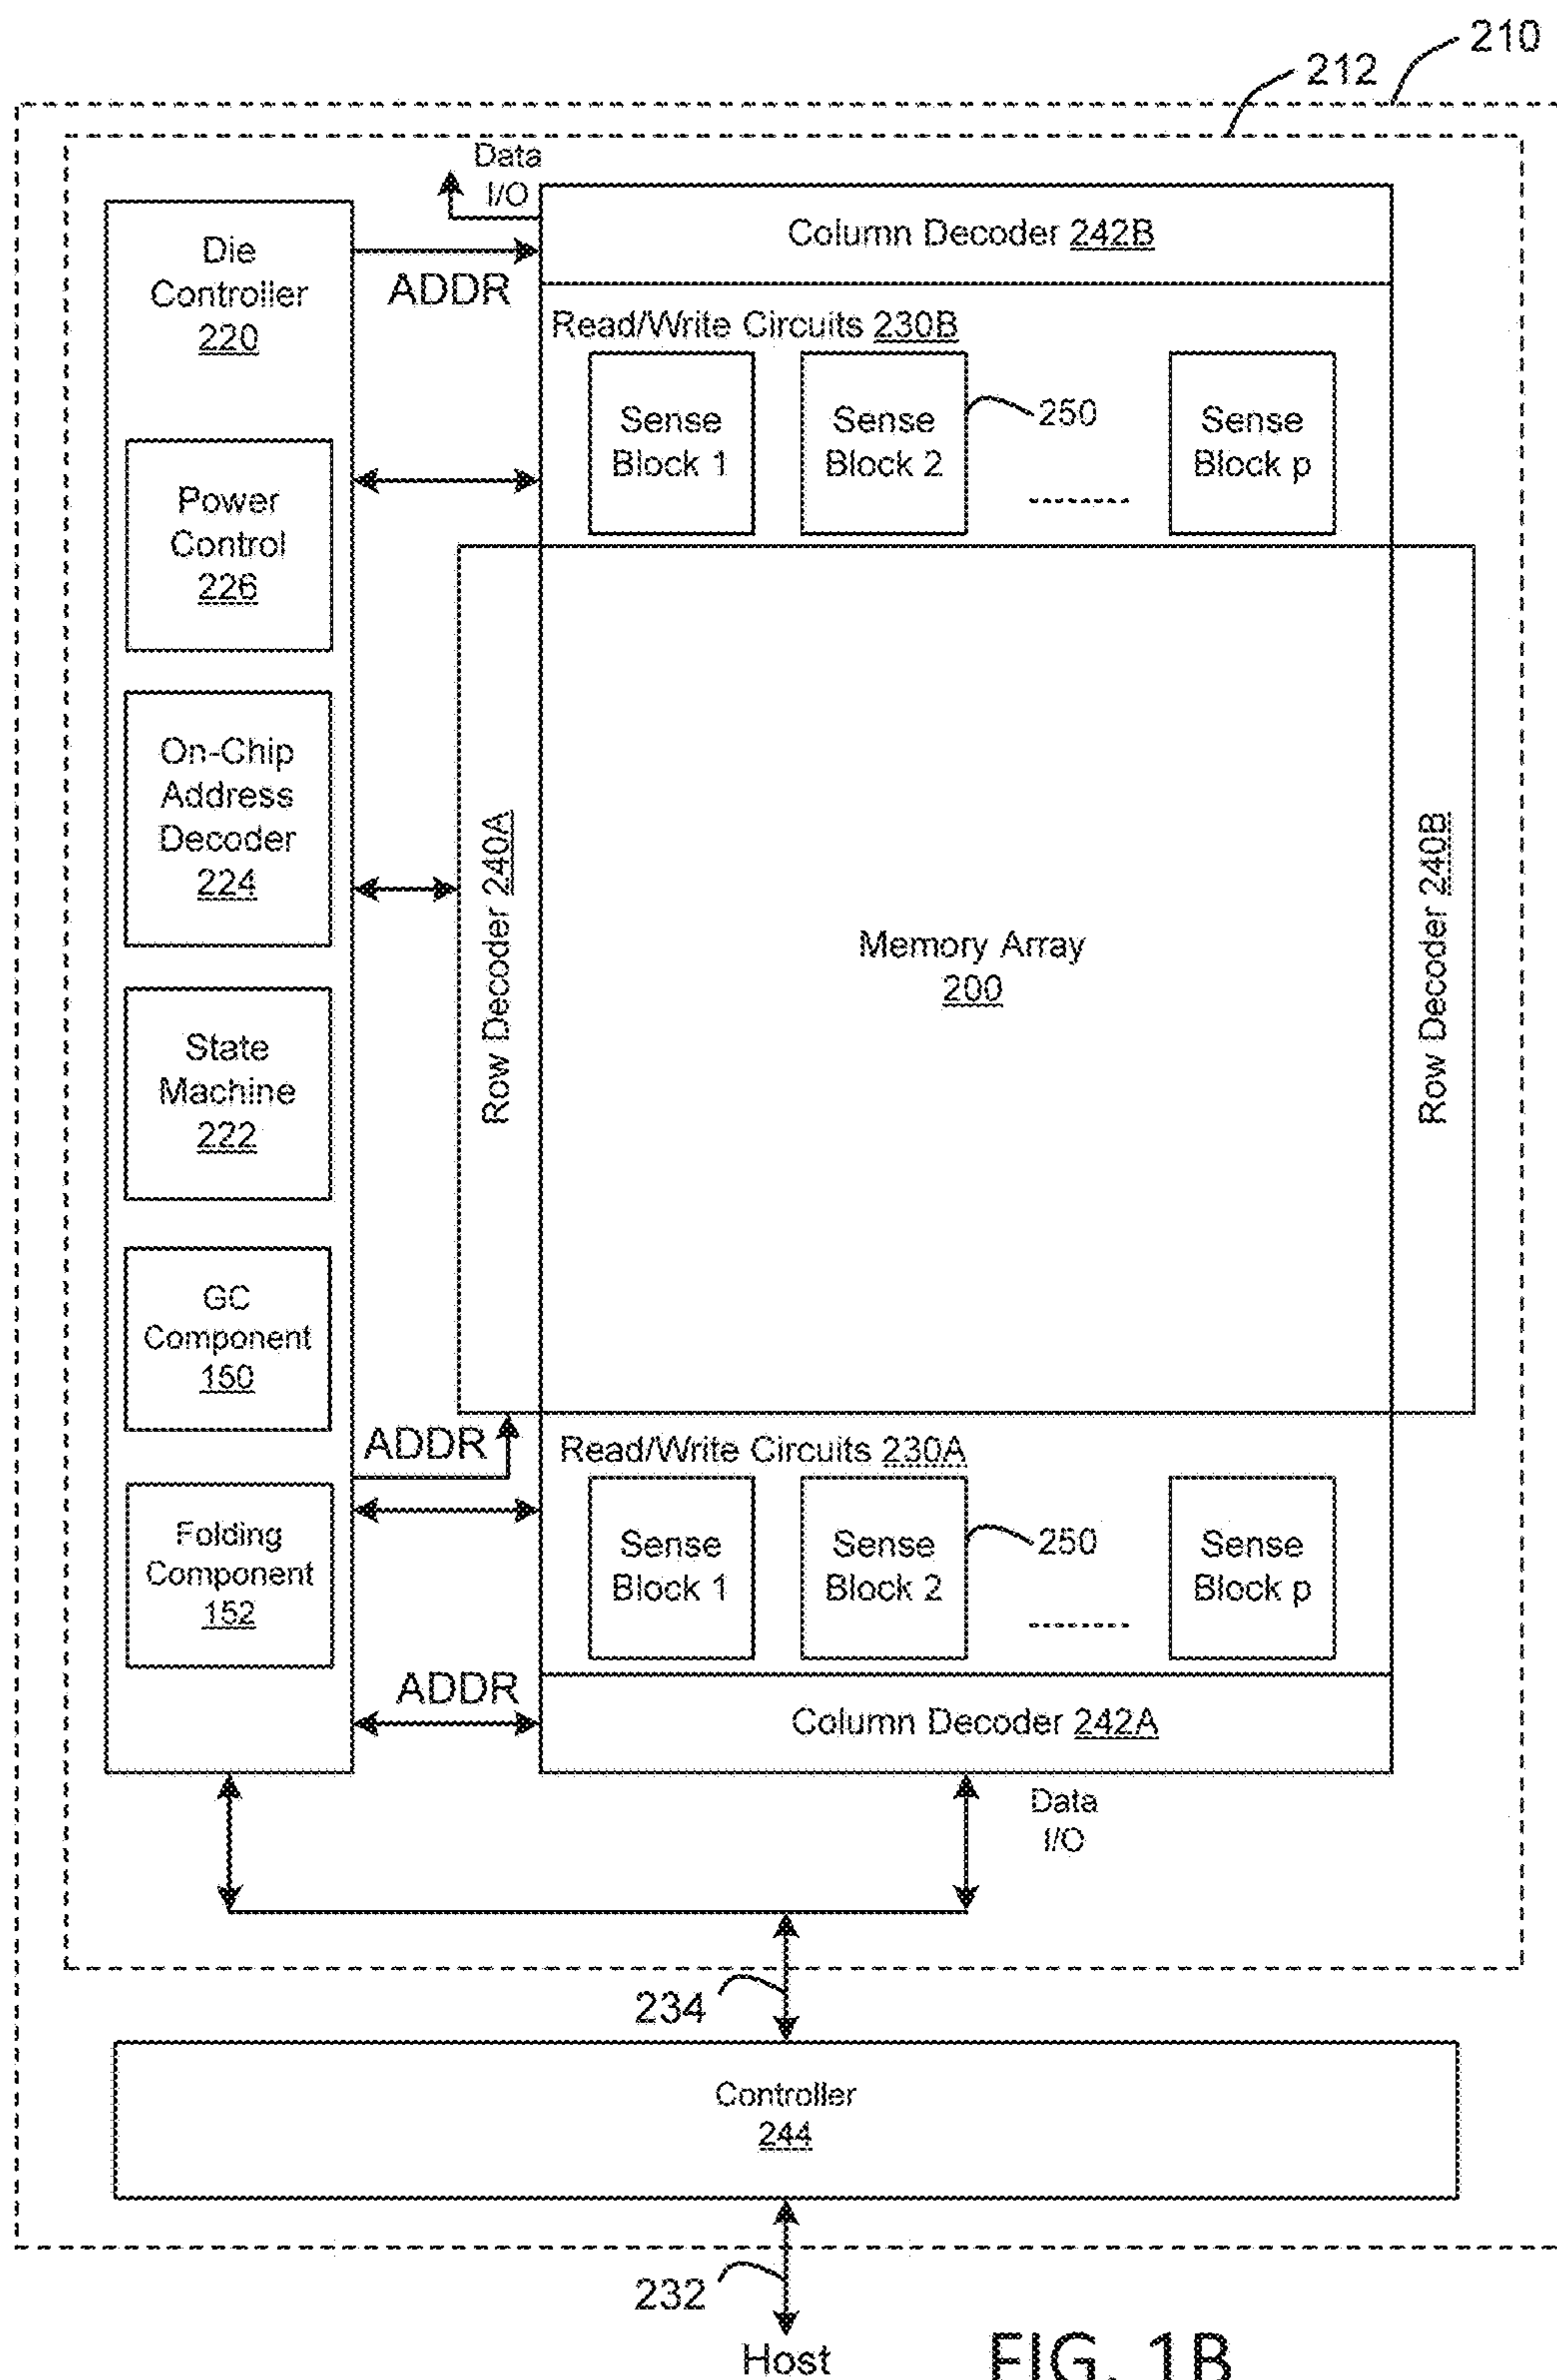 210
212
Data
I/O
Die
Controller
220
ADDR
Column Decoder 242B
Read/Write Circuits 230B
Sense
Block 1
Sense
Block 2
250
Sense
Block p
Power
Control
226
On-Chip
Address
Decoder
224
State
Machine
222
GC
Component
150
Folding
Component
152
Row Decoder 240A
Memory Array
200
Row Decoder 240B
ADDR
Read/Write Circuits 230A
Sense
Block 1
Sense
Block 2
250
Sense
Block p
ADDR
Column Decoder 242A
Data
I/O
234
Controller
244
232
Host
FIG. 1B